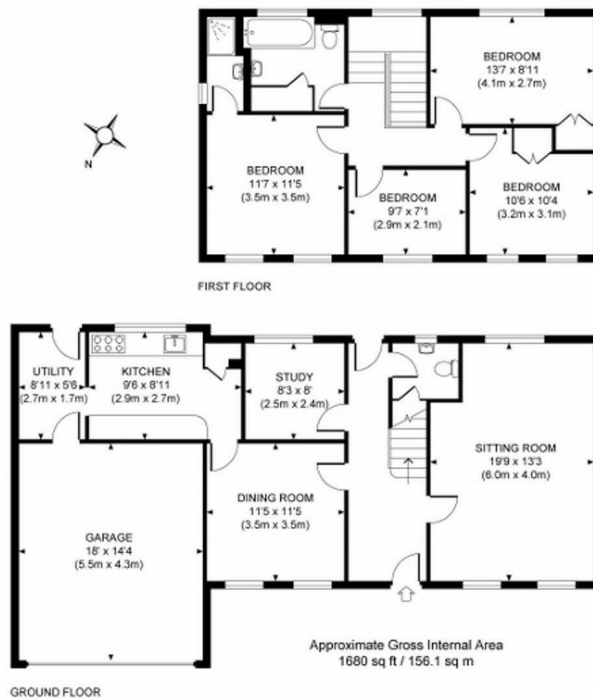 BEDROOM
13'7 x 8'11
(4.1m x 2.7m)
N
BEDROOM
11'7 x 11'5
(3.5m x 3.5m)
BEDROOM
9'7 x 7'1
(2.9m x 2.1m)
BEDROOM
10'6 x 10'4
(3.2m x 3.1m)
FIRST FLOOR
UTILITY
8'11 x 5'6
(2.7m x 1.7m)
KITCHEN
9'6 x 8'11
(2.9m x 2.7m)
STUDY
8'3 x 8'
(2.5m x 2.4m)
SITTING ROOM
19'9 x 13'3
(6.0m x 4.0m)
DINING ROOM
11'5 x 11'5
(3.5m x 3.5m)
GARAGE
18' x 14'4
(5.5m x 4.3m)
Approximate Gross Internal Area
1680 sq ft / 156.1 sq m
GROUND FLOOR